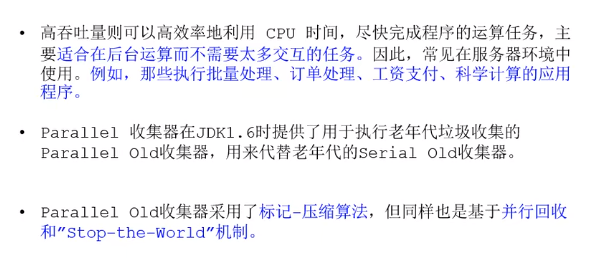 • 高吞吐量则可以高效率地利用 CPU 时间，尽快完成程序的运算任务，主
要适合在后台运算而不需要太多交互的任务。因此，常见在服务器环境中
使用。例如，那些执行批量处理、订单处理、工资支付、科学计算的应用
程序。
• Parallel 收集器在JDK1.6时提供了用于执行老年代垃圾收集的
Parallel Old收集器，用来代替老年代的Serial Old收集器。
• Parallel Old收集器采用了标记-压缩算法，但同样也是基于并行回收
和”Stop-the-World”机制。